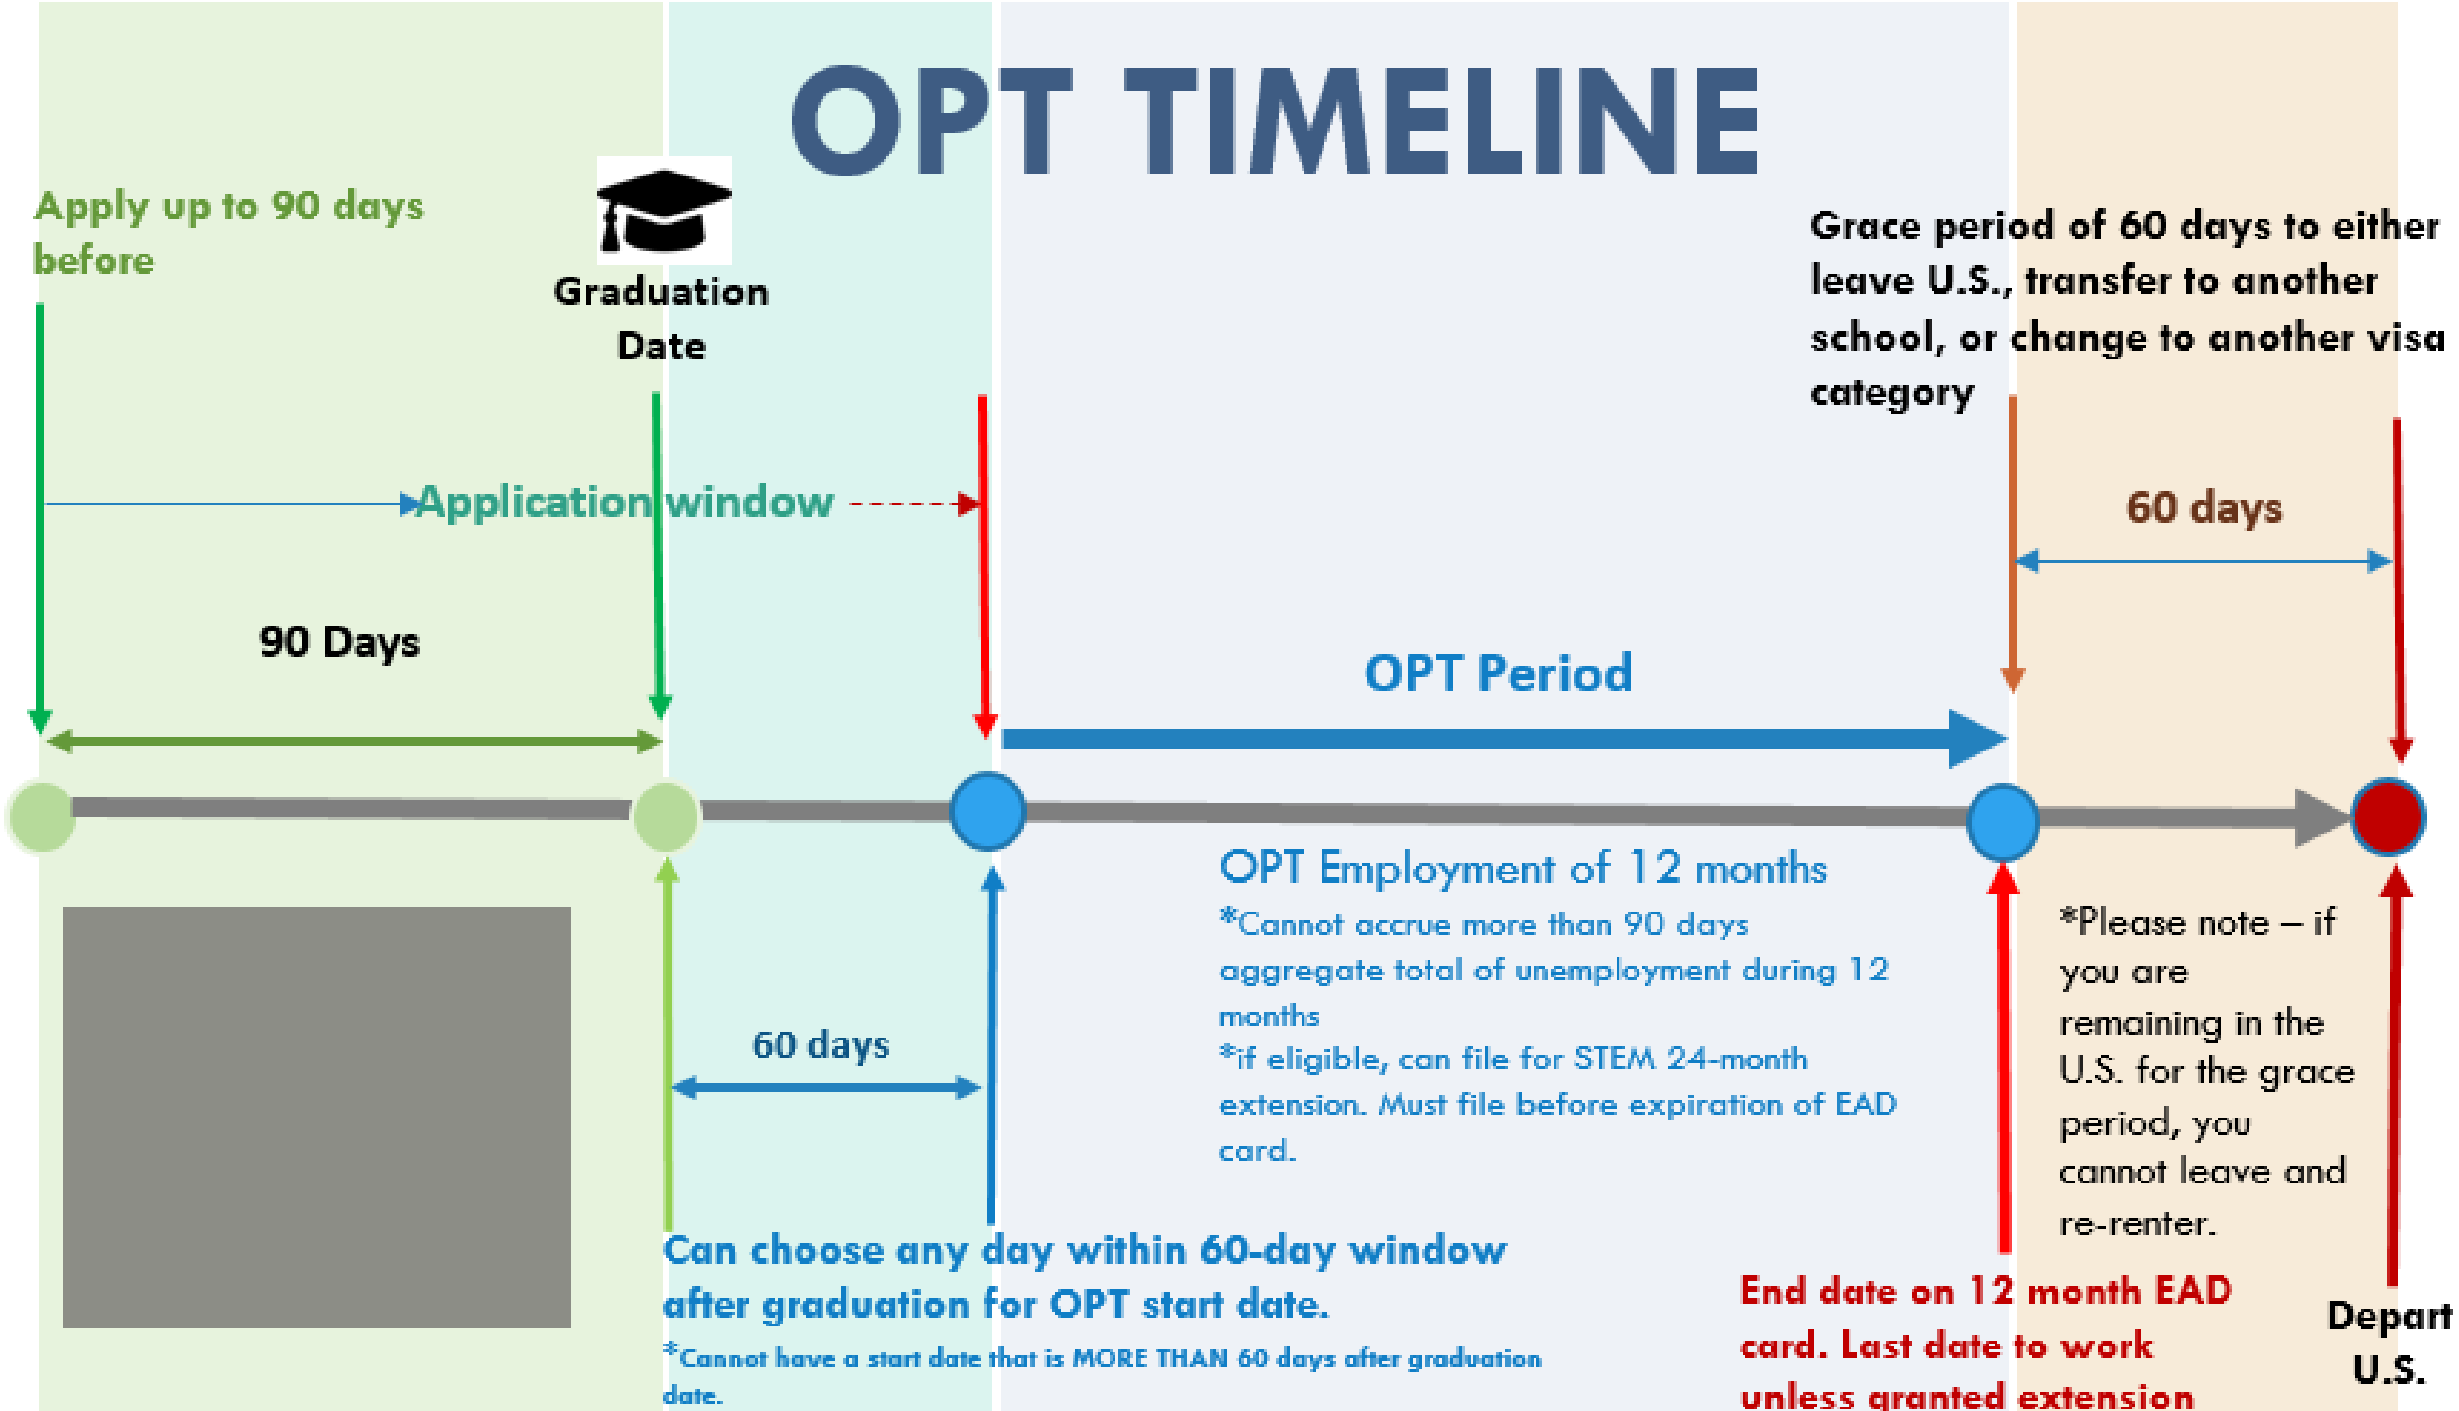 OPT TIMELINE
Apply up to 90 days
before
Graduation
Date
Grace period of 60 days to either
leave U.S., transfer to another
school, or change to another visa
category
Application window
60 days
90 Days
OPT Period
OPT Employment of 12 months
*Cannot accrue more than 90 days
aggregate total of unemployment during 12
months
*if eligible, can file for STEM 24-month
extension. Must file before expiration of EAD
card.
*Please note – if
you are
remaining in the
U.S. for the grace
period, you
cannot leave and
re-renter.
60 days
Can choose any day within 60-day window
after graduation for OPT start date.
*Cannot have a start date that is MORE THAN 60 days after graduation
date.
End date on 12 month EAD
card. Last date to work
unless granted extension
Depart
U.S.